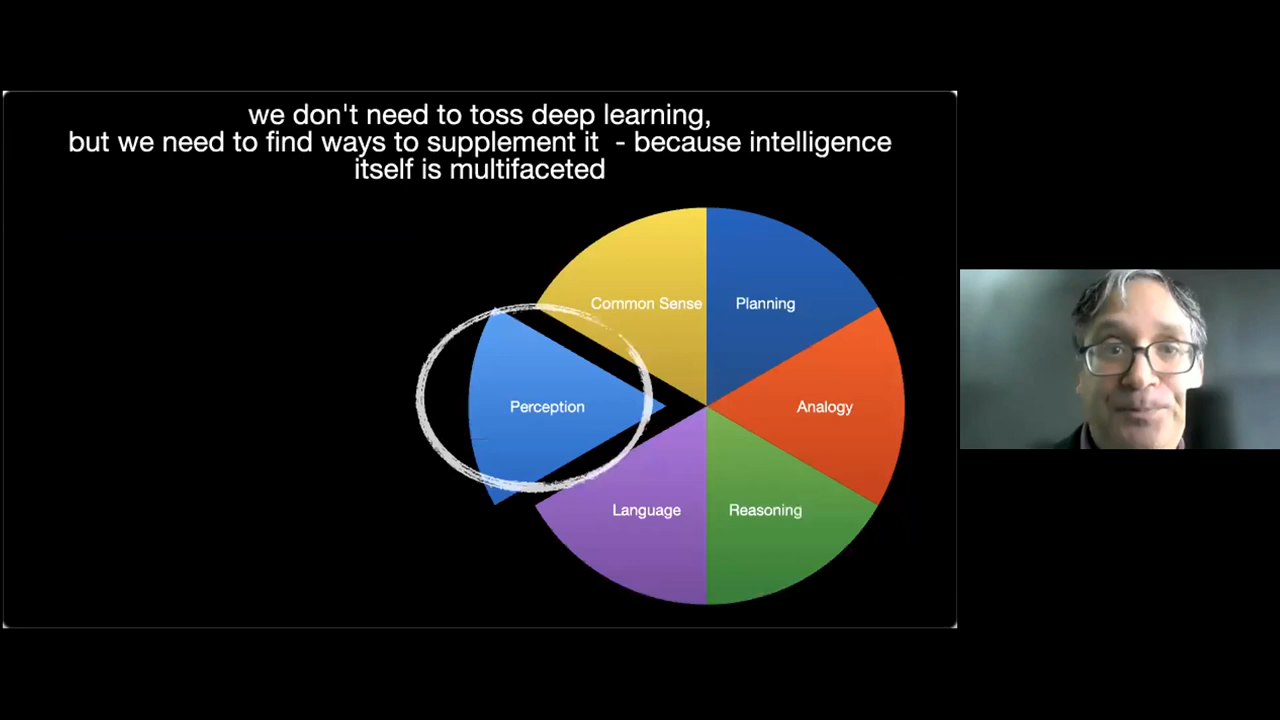 we don't need to toss deep learning,
but we need to find ways to supplement it - because intelligence
itself is multifaceted
Common Sense
Planning
Perception
Analogy
Language
Reasoning